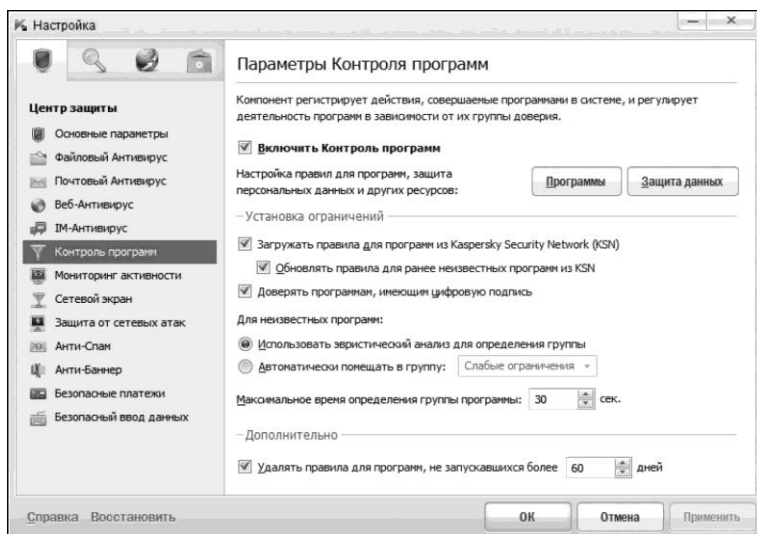 Настройка
Параметры Контроля программ
Компонент регистрирует действия, совершаемые программами в системе, и регулирует
деятельность программ в зависимости от их группы доверия.
Центр защиты
Основные параметры
Файловый Антивирус
Почтовый Антивирус
Веб-Антивирус
IM-Антивирус
Контроль программ
Мониторинг активности
Сетевой экран
Защита от сетевых атак
Анти-Спам
Анти-Баннер
Безопасные платежи
Безопасный ввод данных
Включить Контроль программ
Настройка правил для программ, защита
персональных данных и других ресурсов:
Программы
Защита данных
Установка ограничений
Загружать правила для программ из Kaspersky Security Network (KSN)
Обновлять правила для ранее неизвестных программ из KSN
Доверять программам, имеющим цифровую подпись
Для неизвестных программ:
Использовать эвристический анализ для определения группы
Автоматически помещать в группу: Слабые ограничения
Максимальное время определения группы программы: 30 сек.
Дополнительно
Удалять правила для программ, не запускавшихся более 60 дней
Справка Восстановить
ОК
Отмена
Применить